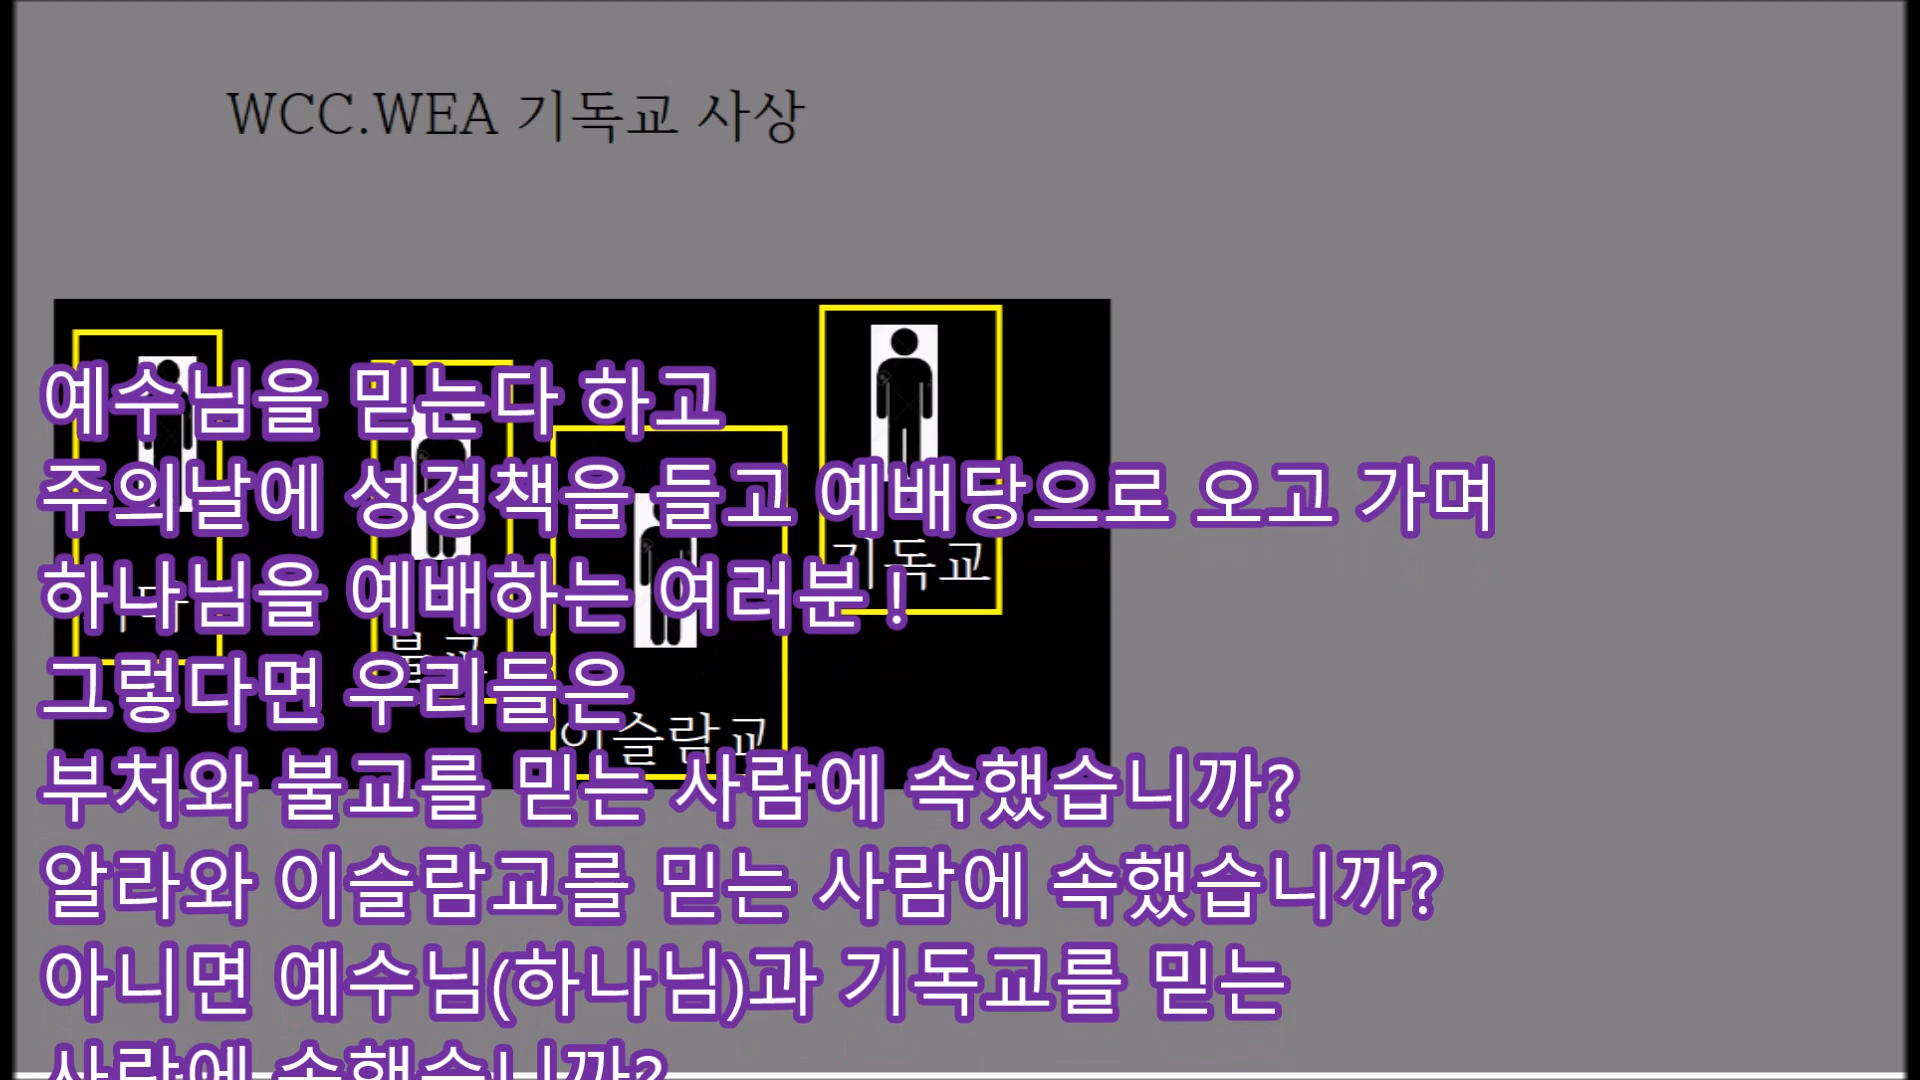 WCC.WEA 기독교 사상
예수님을 믿는다 하고
주의날에 성경책을 들고 예배당으로 오고 가며
하나님을 예배하는 여러분!
그렇다면 우리들은
부처와 불교를 믿는 사람에 속했습니까?
알라와 이슬람교를 믿는 사람에 속했습니까?
아니면 예수님(하나님)과 기독교를 믿는
사람에 속했습니까?
기독교
불교
이슬람교